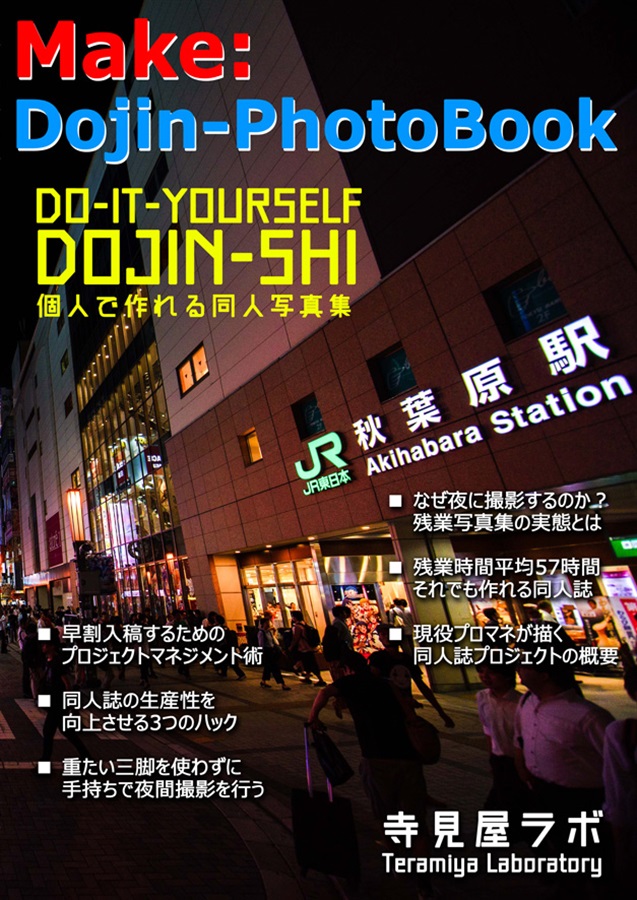 Make:
Dojin-PhotoBook
DO-IT-YOURSELF
DOJIN-SHI
個人で作れる同人写真集
秋葉原駅
JR Akihabara Station
JR東日本
■ なぜ夜に撮影するのか?
残業写真集の実態とは
■ 残業時間平均57時間
それでも作れる同人誌
■ 現役プロマネが描く
同人誌プロジェクトの概要
■ 早割入稿するための
プロジェクトマネジメント術
■ 同人誌の生産性を
向上させる3つのハック
■ 重たい三脚を使わずに
手持ちで夜間撮影を行う
寺見屋ラボ
Teramiya Laboratory